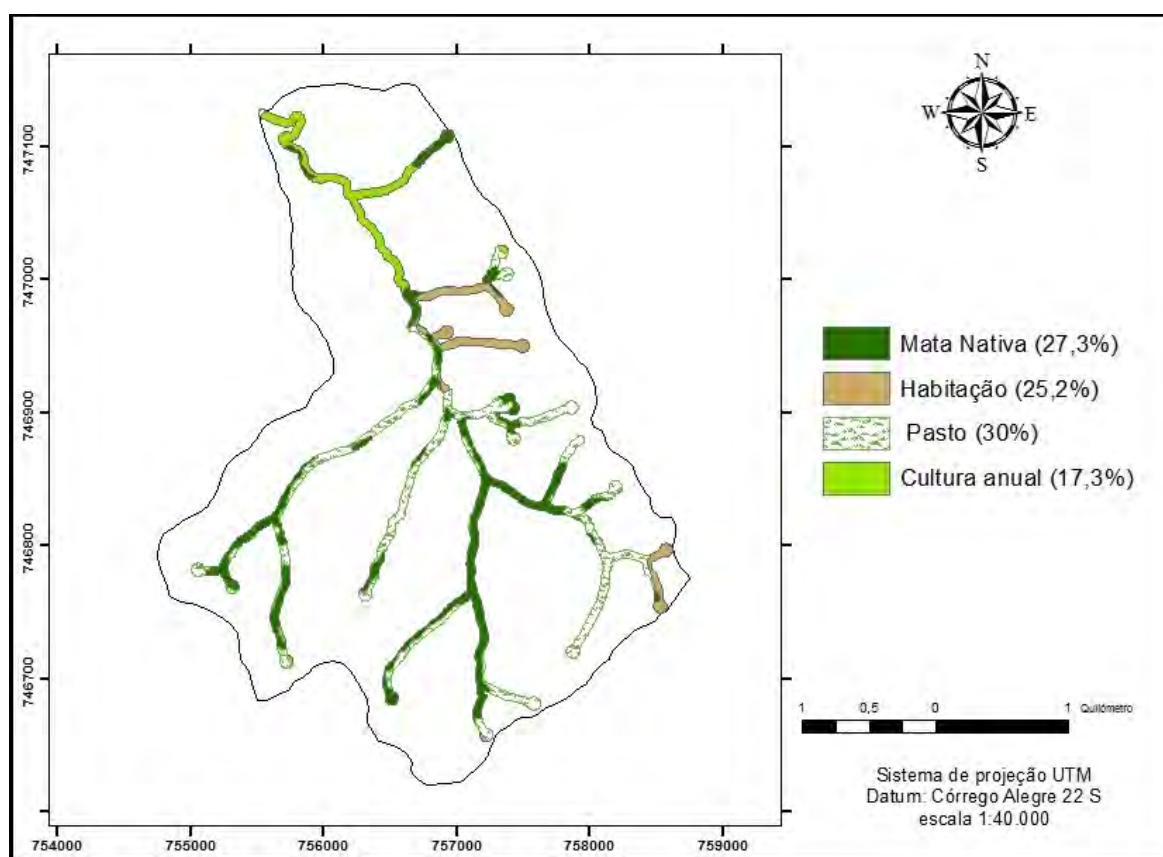 N
W
E
S
747100
747000
746900
746800
746700
754000
755000
756000
757000
758000
759000
Mata Nativa (27,3%)
Habitação (25,2%)
Pasto (30%)
Cultura anual (17,3%)
1 0,5 0 1 Quilómetro
Sistema de projeção UTM
Datum: Córrego Alegre 22 S
escala 1:40.000